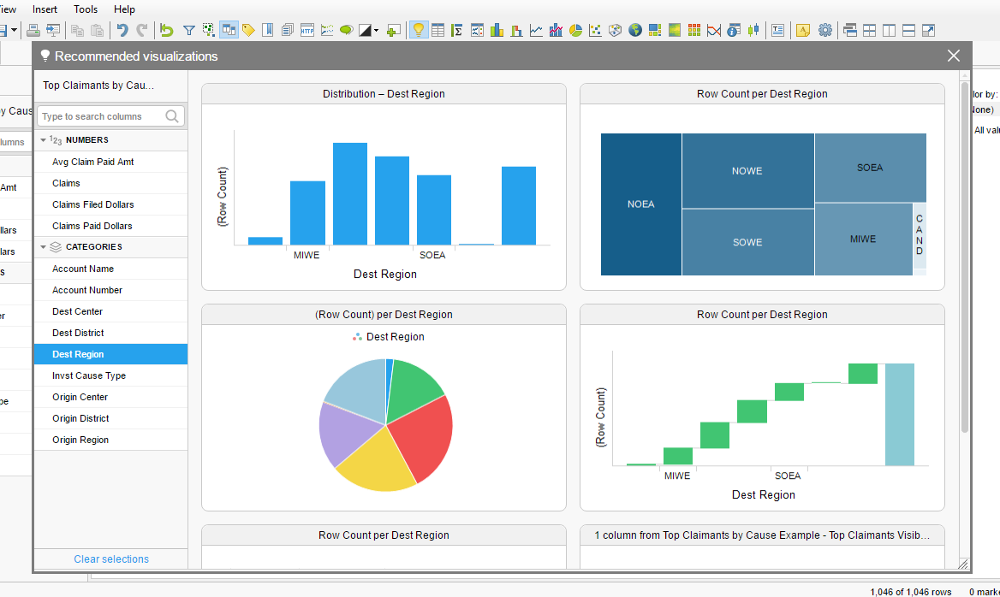 iew Insert Tools Help
HTTP
Recommended visualizations
Top Claimants by Cau...
Type to search columns
123 NUMBERS
Avg Claim Paid Amt
Claims
Claims Filed Dollars
Claims Paid Dollars
CATEGORIES
Account Name
Account Number
Dest Center
Dest District
Dest Region
Invst Cause Type
Origin Center
Origin District
Origin Region
Clear selections
Distribution – Dest Region
(Row Count)
MIWE SOEA
Dest Region
Row Count per Dest Region
NOEA
NOWE
SOWE
SOEA
MIWE
CAND
(Row Count) per Dest Region
Dest Region
Row Count per Dest Region
(Row Count)
MIWE SOEA
Dest Region
Row Count per Dest Region
1 column from Top Claimants by Cause Example - Top Claimants Visib...
y Cause
lumns
Amt
llars
lars
s
er
pe
lor by:
None)
All valu
1,046 of 1,046 rows 0 marke